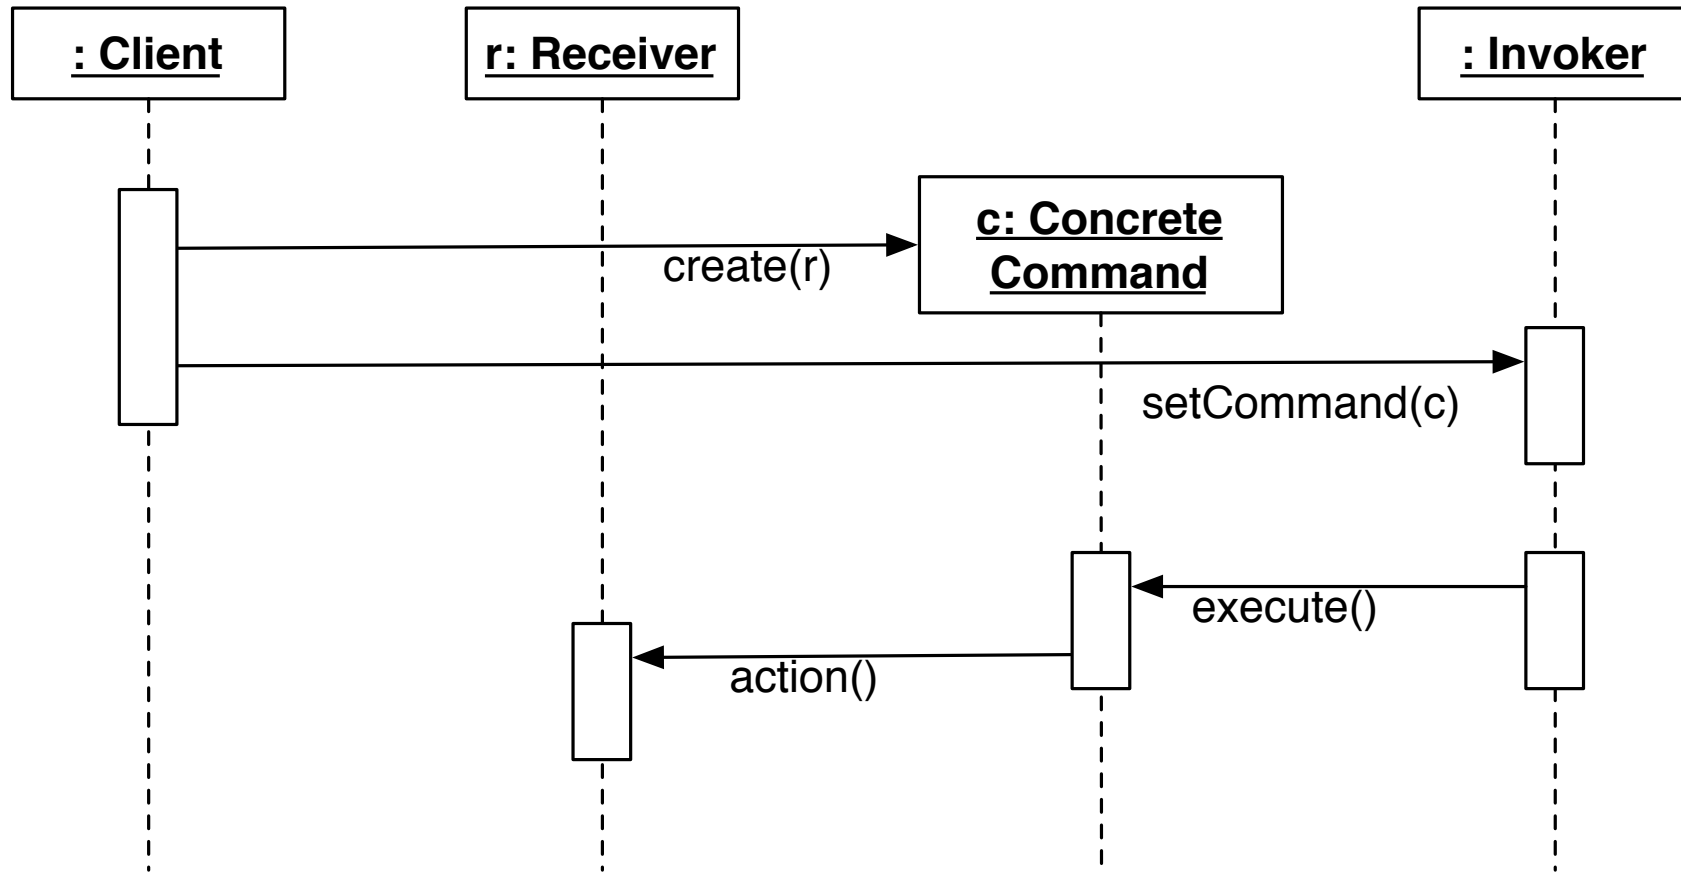 : Client
r: Receiver
: Invoker
c: Concrete
Command
create(r)
setCommand(c)
execute()
action()